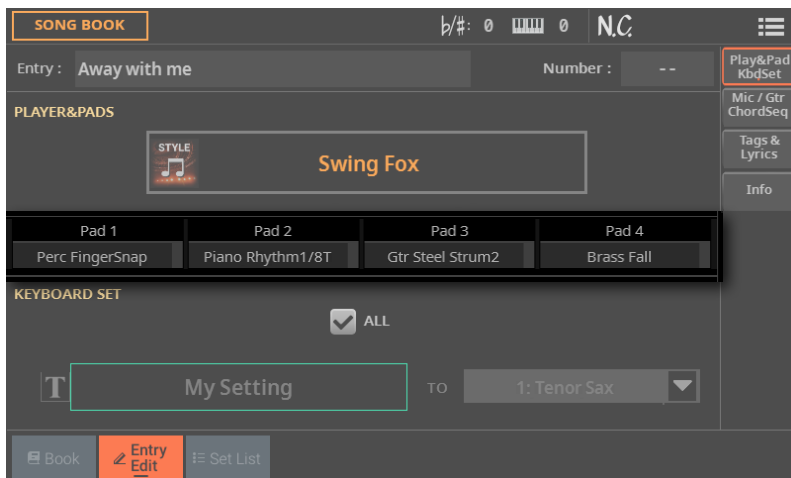 SONG BOOK
♭/#: 0 0 N.C.
Entry : Away with me Number : --
Play&Pad
KbdSet
Mic / Gtr
ChordSeq
Tags &
Lyrics
Info
PLAYER&PADS
STYLE
Swing Fox
Pad 1 Pad 2 Pad 3 Pad 4
Perc FingerSnap Piano Rhythm1/8T Gtr Steel Strum2 Brass Fall
KEYBOARD SET
ALL
T My Setting TO 1: Tenor Sax
Book Entry Edit Set List